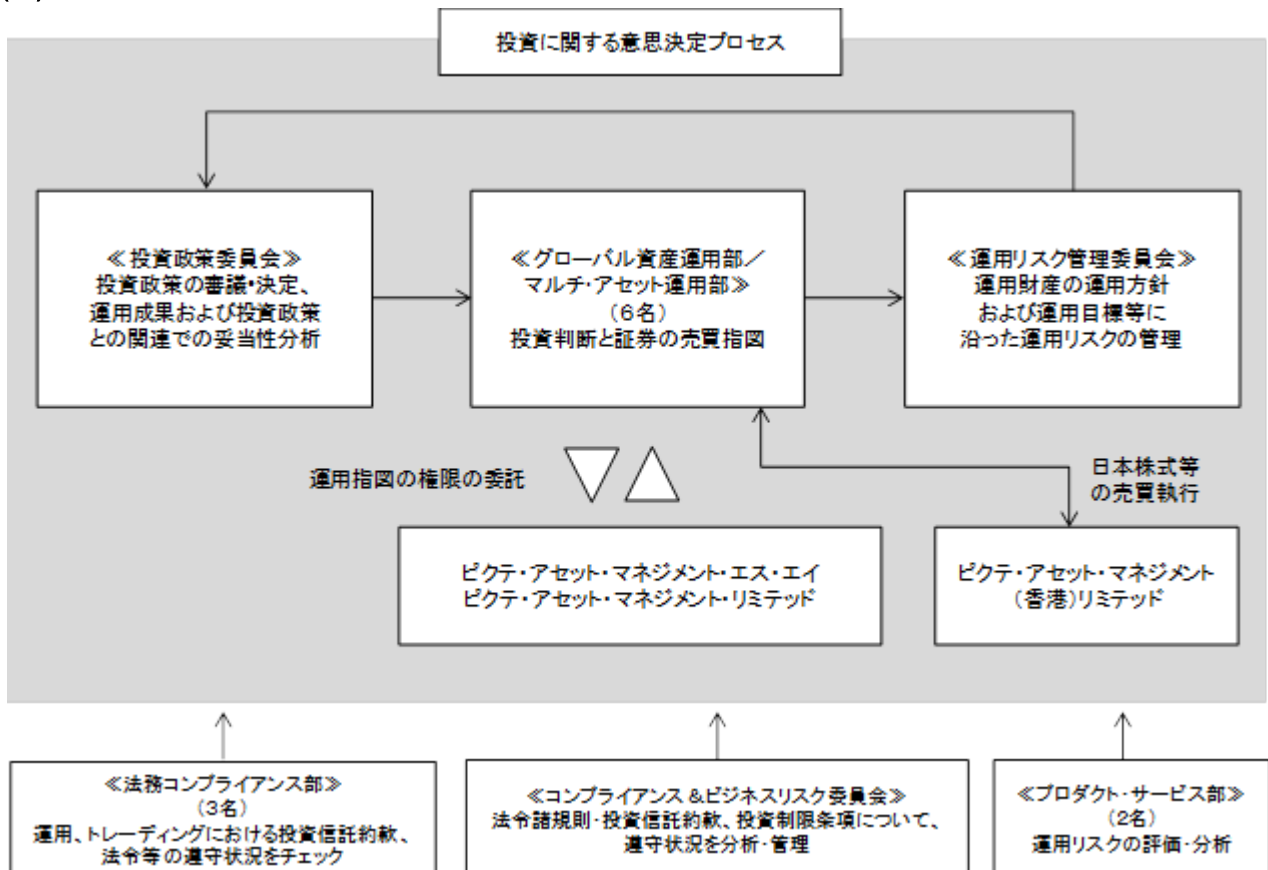 投資に関する意思決定プロセス
≪投資政策委員会≫
投資政策の審議・決定、
運用成果および投資政策
との関連での妥当性分析
≪グローバル資産運用部／
マルチ・アセット運用部≫
（６名）
投資判断と証券の売買指図
≪運用リスク管理委員会≫
運用財産の運用方針
および運用目標等に
沿った運用リスクの管理
運用指図の権限の委託
日本株式等
の売買執行
ピクテ・アセット・マネジメント・エス・エイ
ピクテ・アセット・マネジメント・リミテッド
ピクテ・アセット・マネジメント
（香港）リミテッド
≪法務コンプライアンス部≫
（３名）
運用、トレーディングにおける投資信託約款、
法令等の遵守状況をチェック
≪コンプライアンス＆ビジネスリスク委員会≫
法令諸規則・投資信託約款、投資制限条項について、
遵守状況を分析・管理
≪プロダクト・サービス部≫
（２名）
運用リスクの評価・分析